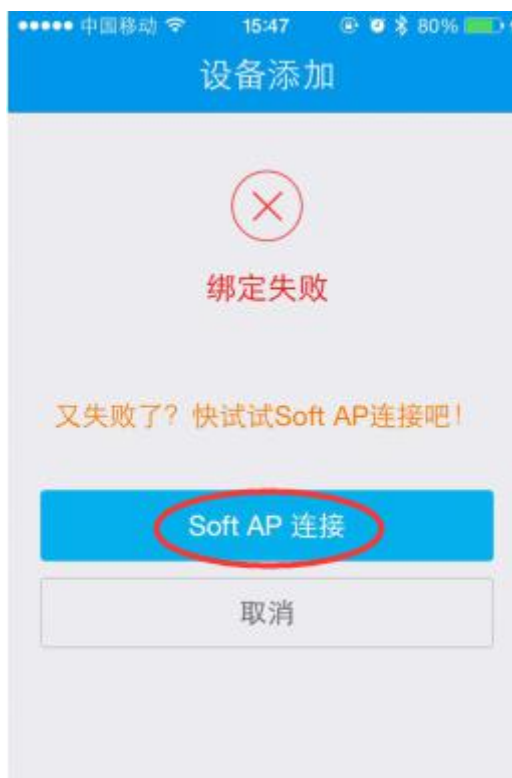 中国移动 15:47 80%
设备添加
绑定失败
又失败了？快试试Soft AP连接吧！
Soft AP 连接
取消